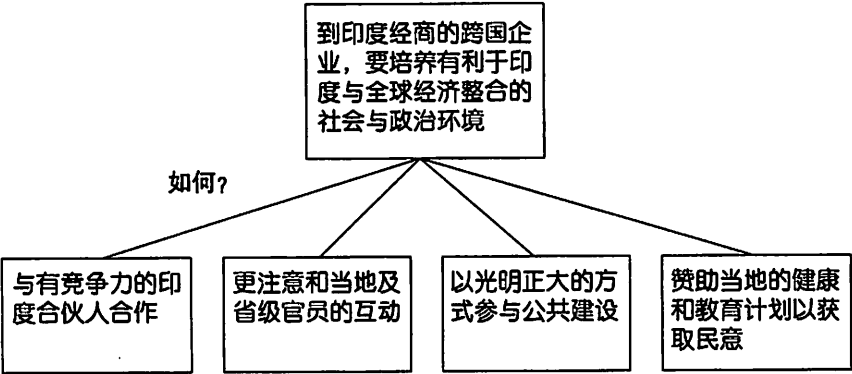 到印度经商的跨国企
业，要培养有利于印
度与全球经济整合的
社会与政治环境
如何？
与有竞争力的印
度合伙人合作
更注意和当地及
省级官员的互动
以光明正大的方
式参与公共建设
赞助当地的健康
和教育计划以获
取民意